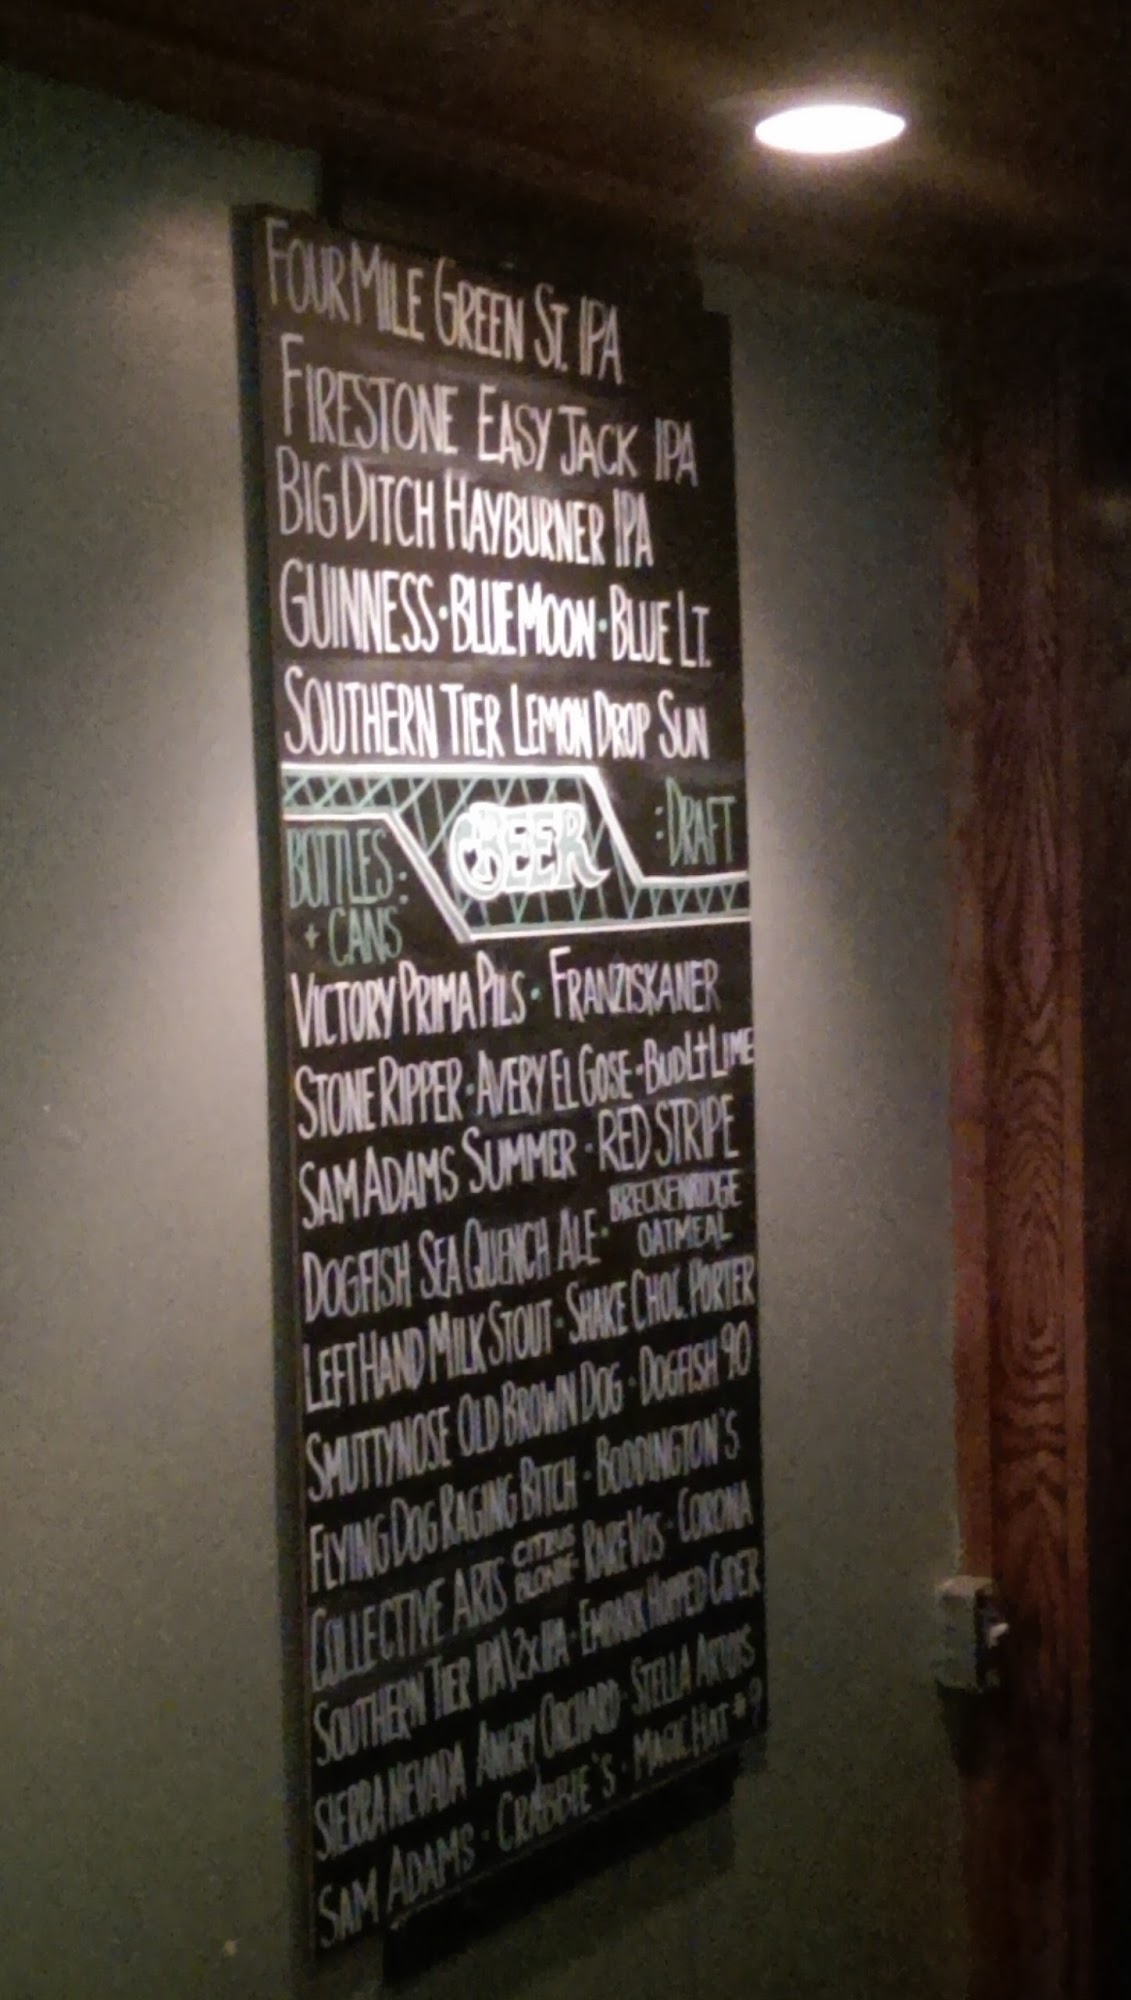 FOUR MILE GREEN ST. IPA
FIRESTONE EASY JACK IPA
BIG DITCH HAYBURNER IPA
GUINNESS · BLUE MOON · BLUE LT.
SOUTHERN TIER LEMON DROP SUN
BEER : DRAFT
BOTTLES :
+ CANS
VICTORY PRIMA PILS · FRANZISKANER
STONE RIPPER · AVERY EL GOSE · BUD LT LIME
SAM ADAMS SUMMER · RED STRIPE
DOGFISH SEA QUENCH ALE · BRECKENRIDGE
OATMEAL
LEFT HAND MILK STOUT · SHAKE CHOC. PORTER
SMUTTYNOSE OLD BROWN DOG · DOGFISH 90
FLYING DOG RAGING BITCH · BODDINGTON'S
COLLECTIVE ARTS CITRUS BLONDE · RARE VOS · CORONA
SOUTHERN TIER IPA \ 2X IPA · EMBARK HOPPED CIDER
SIERRA NEVADA ANGRY ORCHARD · STELLA ARTOIS
SAM ADAMS · CRABBIE'S · MAGIC HAT #9